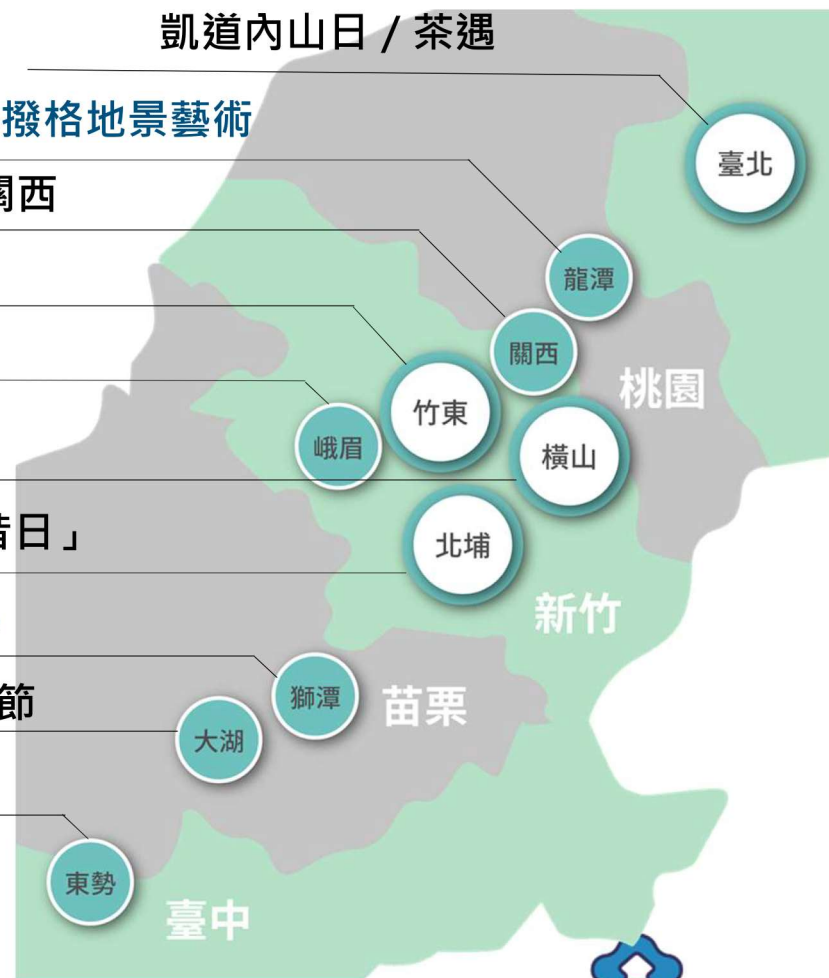 凱道內山日 / 茶遇
撥格地景藝術
臺北
關西
龍潭
關西
桃園
竹東
峨眉
橫山
昔日」
北埔
新竹
獅潭
苗栗
節
大湖
東勢
臺中